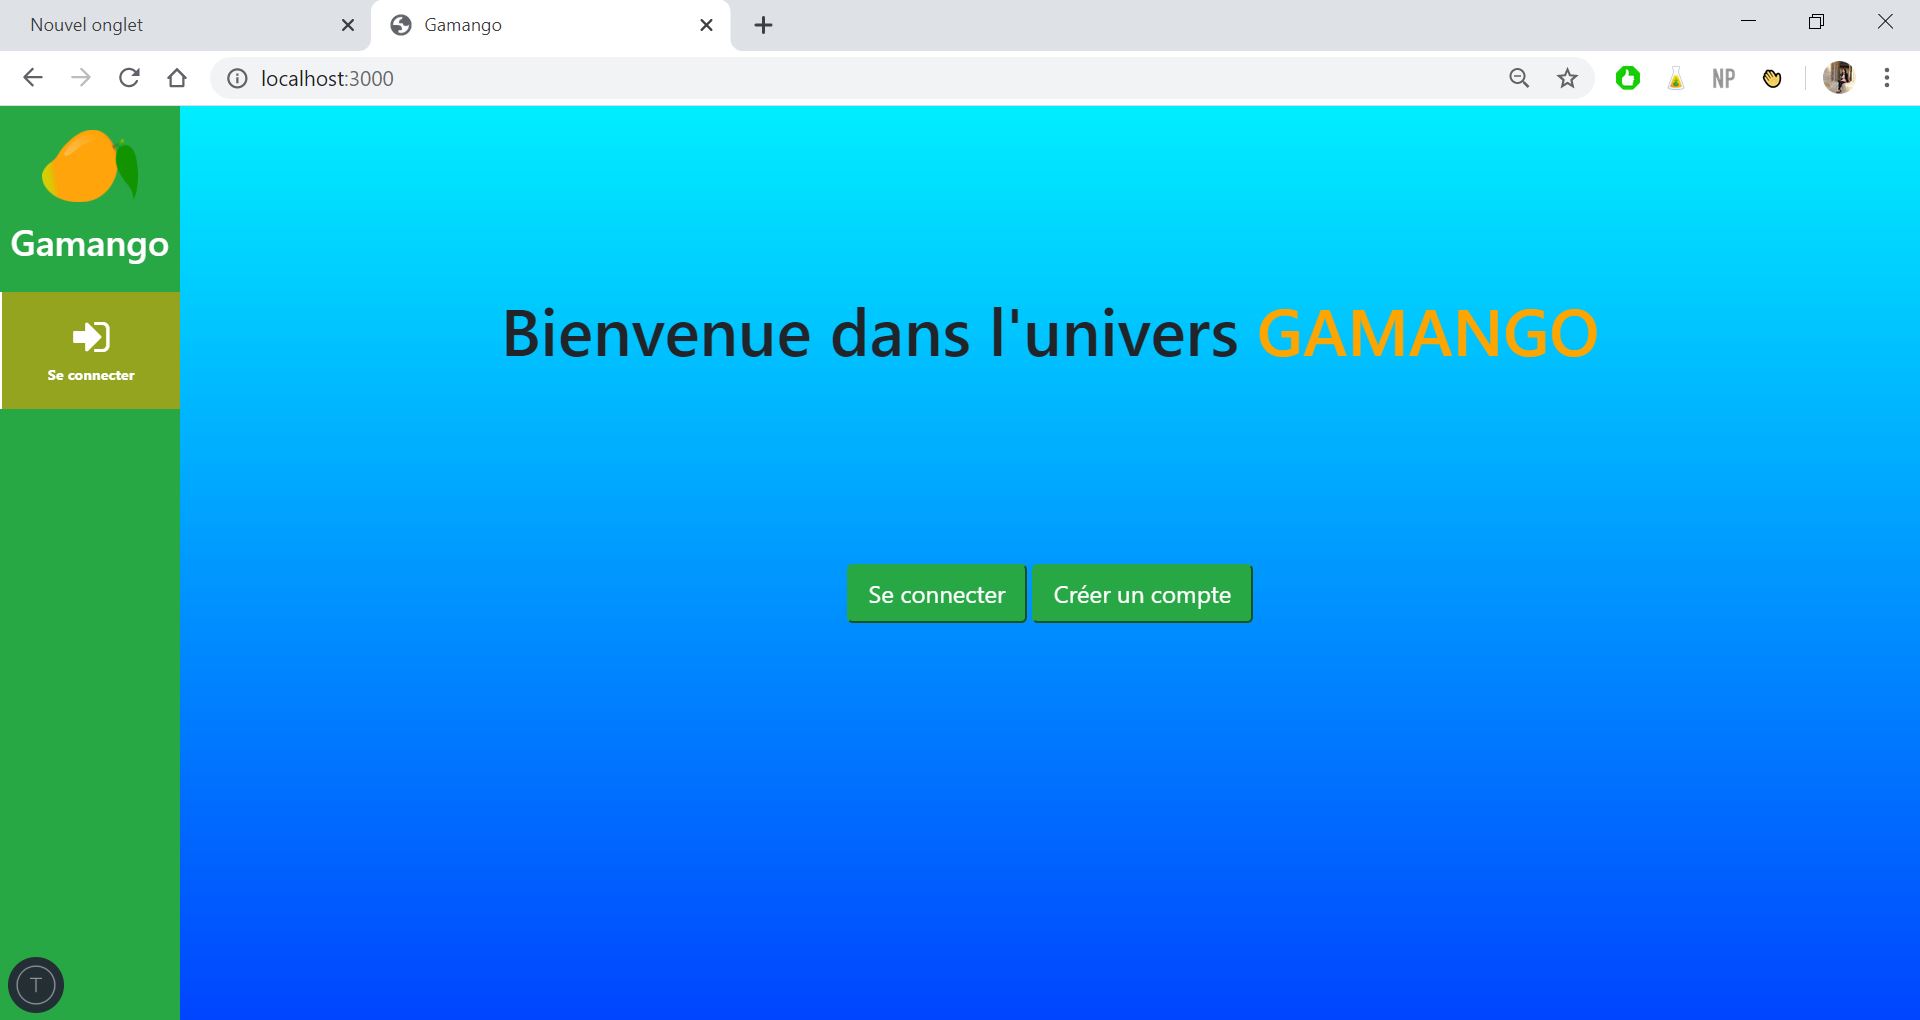 Nouvel onglet
Gamango
localhost:3000
NP
Gamango
Se connecter
Bienvenue dans l'univers GAMANGO
Se connecter
Créer un compte
T